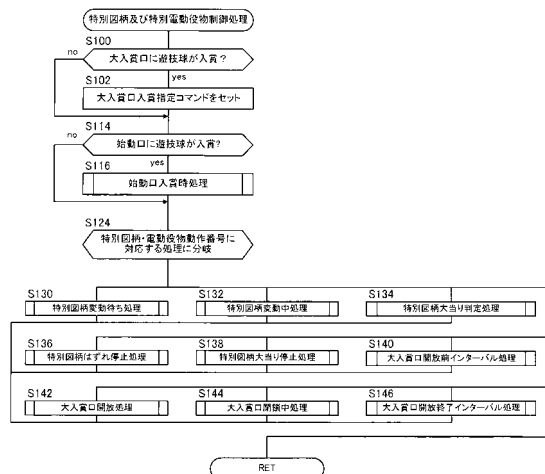 特別図柄及び特別電動役物制御処理
S100
no
大入賞口に遊技球が入賞？
S102
yes
大入賞口入賞指定コマンドをセット
S114
no
始動口に遊技球が入賞?
S116
yes
始動口入賞時処理
S124
特別図柄・電動役物動作番号に
対応する処理に分岐
S130 S132 S134
特別図柄変動待ち処理 特別図柄変動中処理 特別図柄大当り判定処理
S136 S138 S140
特別図柄はずれ停止処理 特別図柄大当り停止処理 大入賞口開放前インターバル処理
S142 S144 S146
大入賞口開放処理 大入賞口閉鎖中処理 大入賞口開放終了インターバル処理
RET